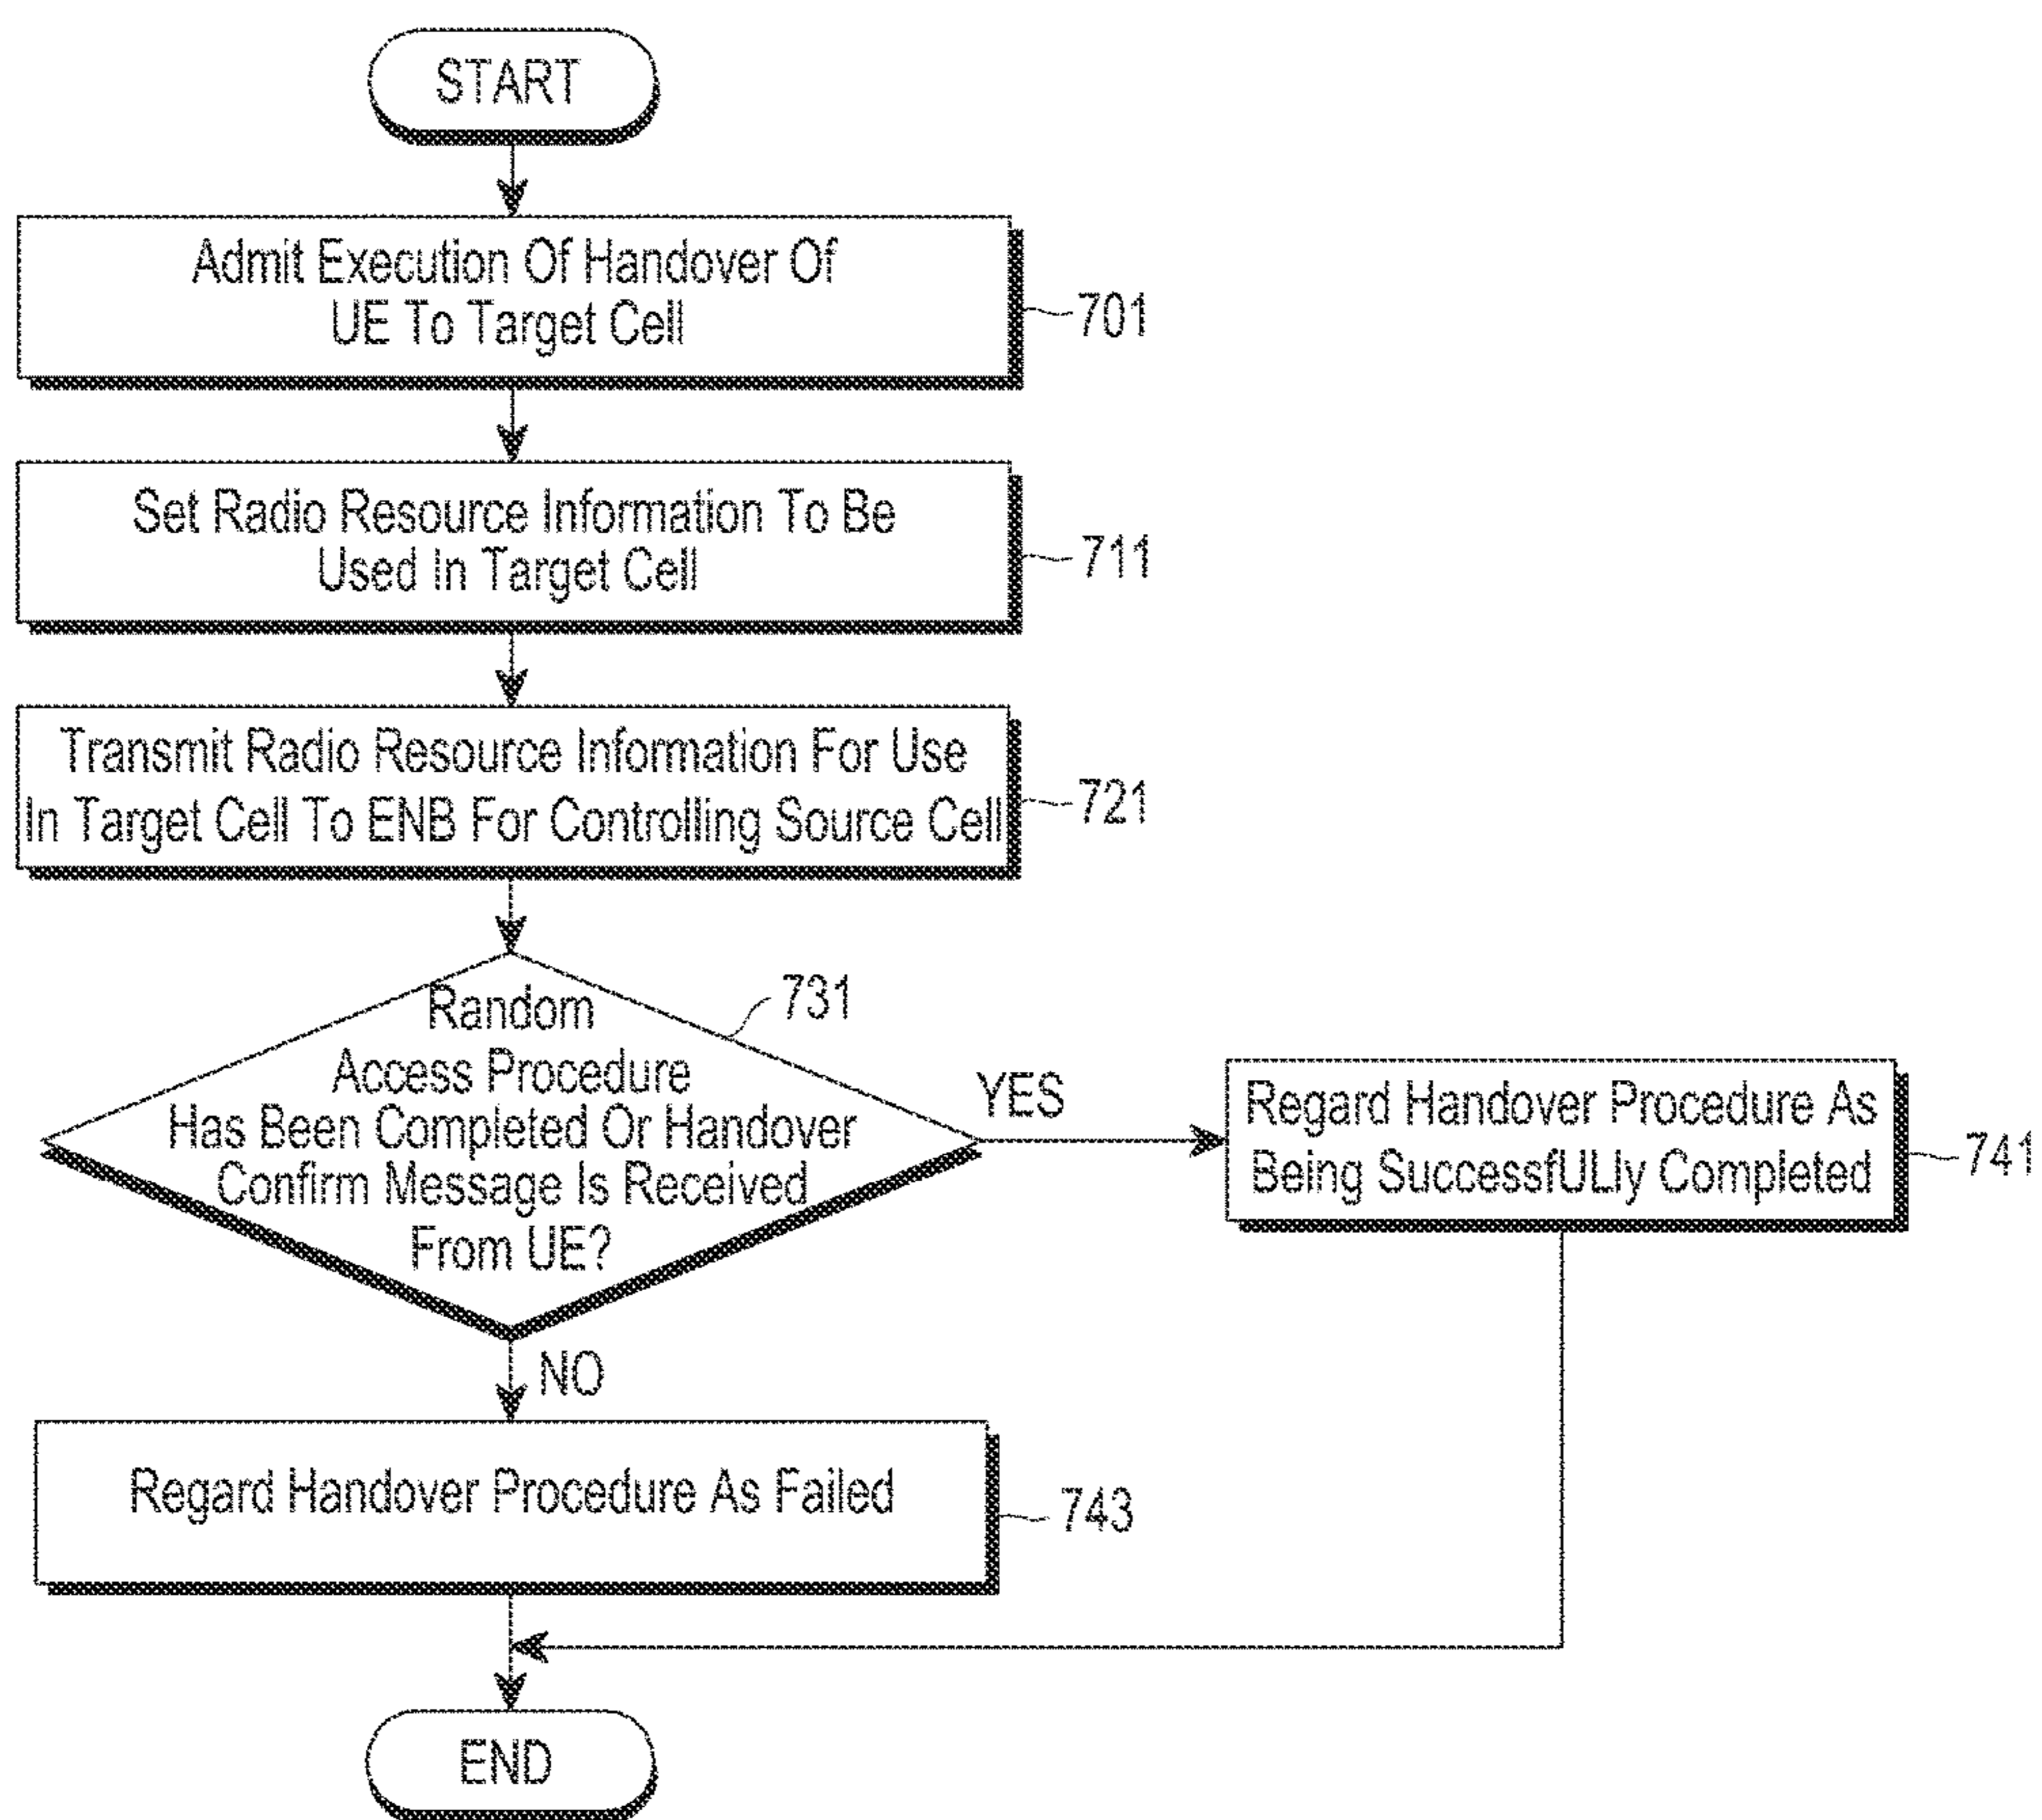 START
Admit Execution Of Handover Of
UE To Target Cell
701
Set Radio Resource Information To Be
Used In Target Cell
711
Transmit Radio Resource Information For Use
In Target Cell To ENB For Controlling Source Cell
721
Random
Access Procedure
Has Been Completed Or Handover
Confirm Message Is Received
From UE?
731
YES
Regard Handover Procedure As
Being SuccessfULly Completed
741
NO
Regard Handover Procedure As Failed
743
END